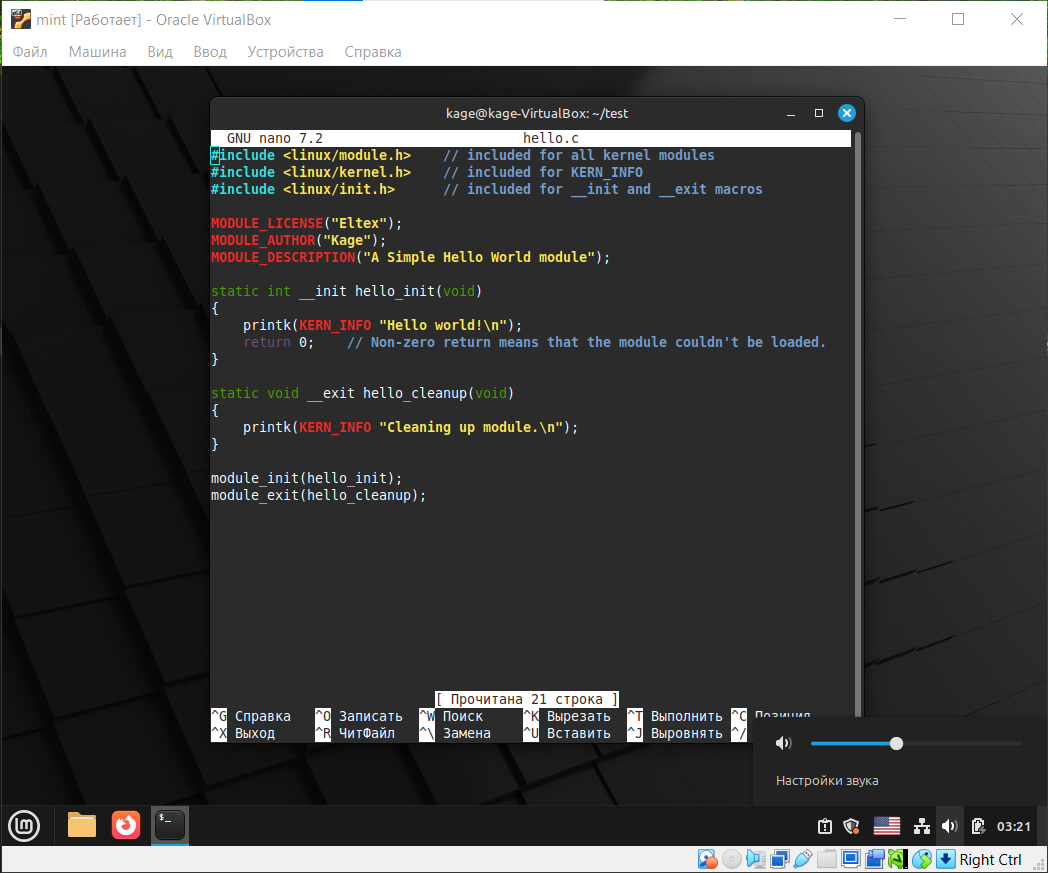 mint [Работает] - Oracle VirtualBox
Файл Машина Вид Ввод Устройства Справка
kage@kage-VirtualBox: ~/test
GNU nano 7.2 hello.c
#include <linux/module.h>    // included for all kernel modules
#include <linux/kernel.h>    // included for KERN_INFO
#include <linux/init.h>      // included for __init and __exit macros
MODULE_LICENSE("Eltex");
MODULE_AUTHOR("Kage");
MODULE_DESCRIPTION("A Simple Hello World module");
static int __init hello_init(void)
{
    printk(KERN_INFO "Hello world!\n");
    return 0;    // Non-zero return means that the module couldn't be loaded.
}
static void __exit hello_cleanup(void)
{
    printk(KERN_INFO "Cleaning up module.\n");
}
module_init(hello_init);
module_exit(hello_cleanup);
[ Прочитана 21 строка ]
^G Справка ^O Записать ^W Поиск ^K Вырезать ^T Выполнить ^C Позиция
^X Выход ^R ЧитФайл ^\ Замена ^U Вставить ^J Выровнять ^/
Настройки звука
03:21
Right Ctrl